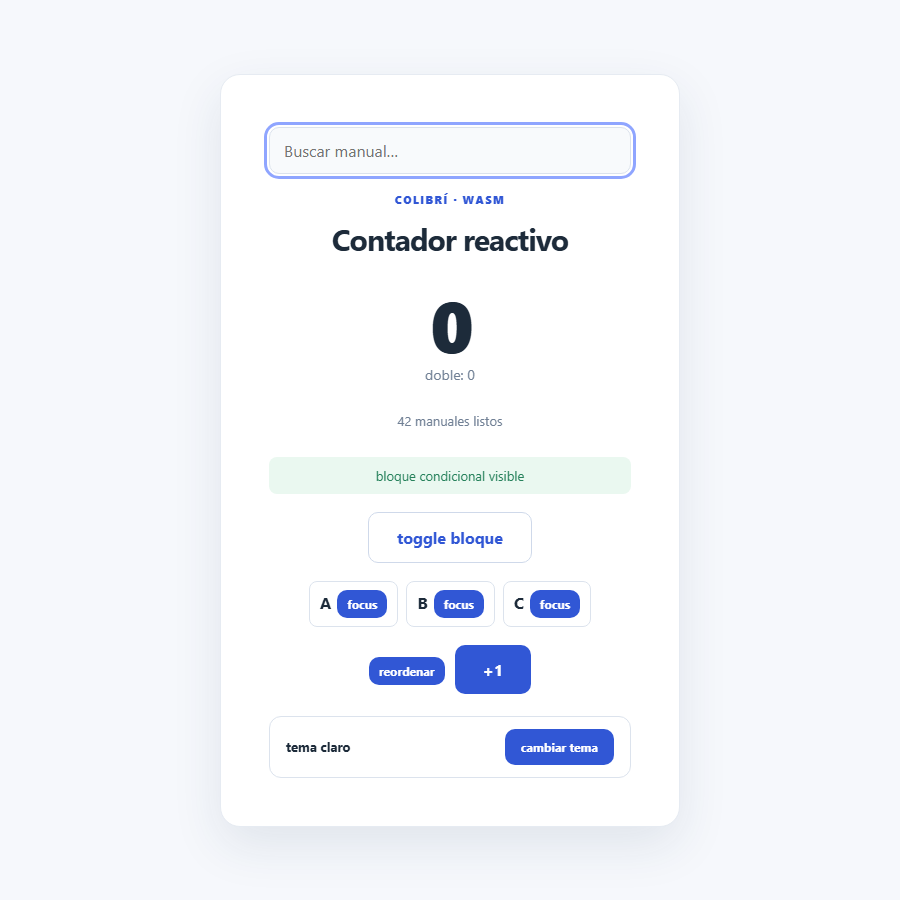 Buscar manual...
COLIBRÍ · WASM
Contador reactivo
0
doble: 0
42 manuales listos
bloque condicional visible
toggle bloque
A focus B focus C focus
reordenar +1
tema claro cambiar tema